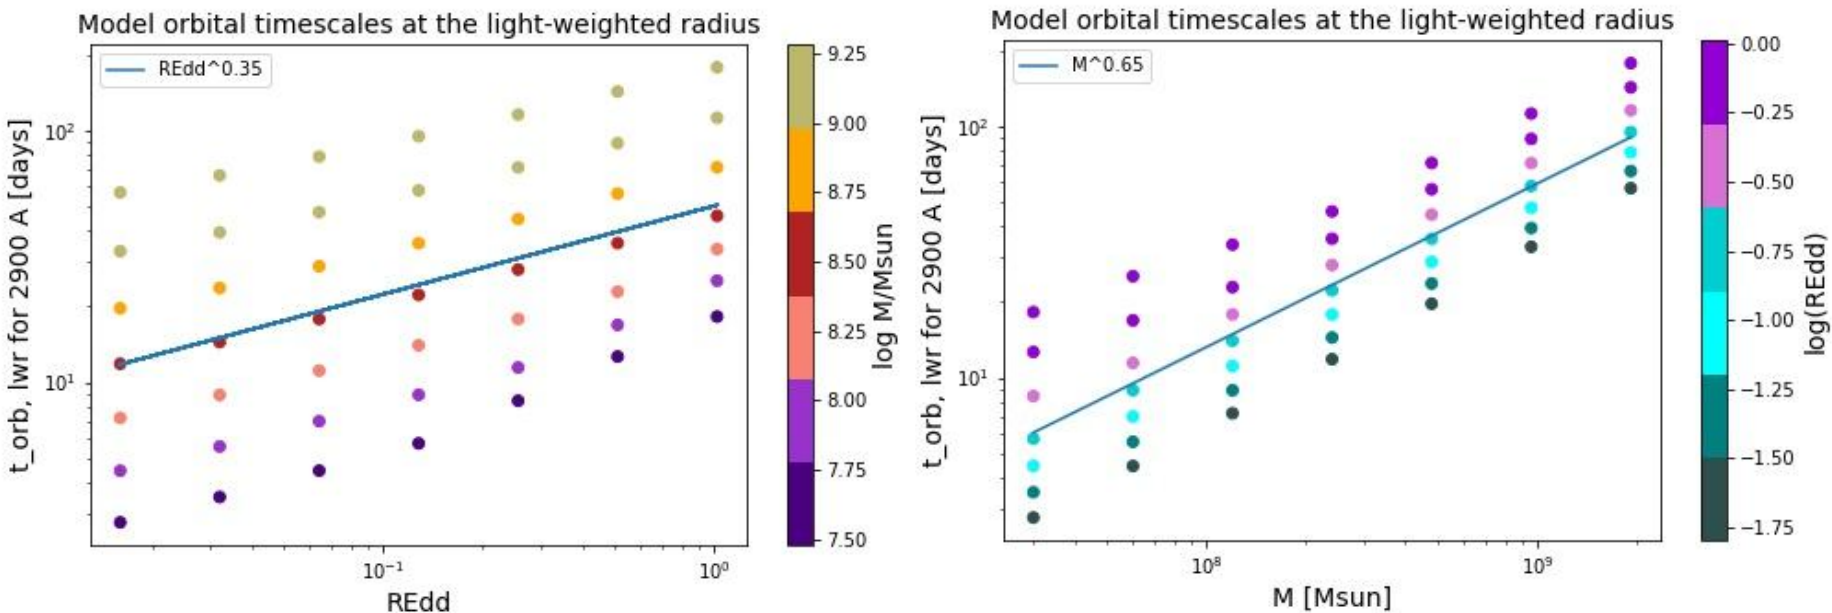 Model orbital timescales at the light-weighted radius
REdd^0.35
10^2
10^1
t_orb, lwr for 2900 A [days]
10^-1
10^0
REdd
9.25
9.00
8.75
8.50
8.25
8.00
7.75
7.50
log M/Msun
Model orbital timescales at the light-weighted radius
M^0.65
10^2
10^1
t_orb, lwr for 2900 A [days]
10^8
10^9
M [Msun]
0.00
−0.25
−0.50
−0.75
−1.00
−1.25
−1.50
−1.75
log(REdd)